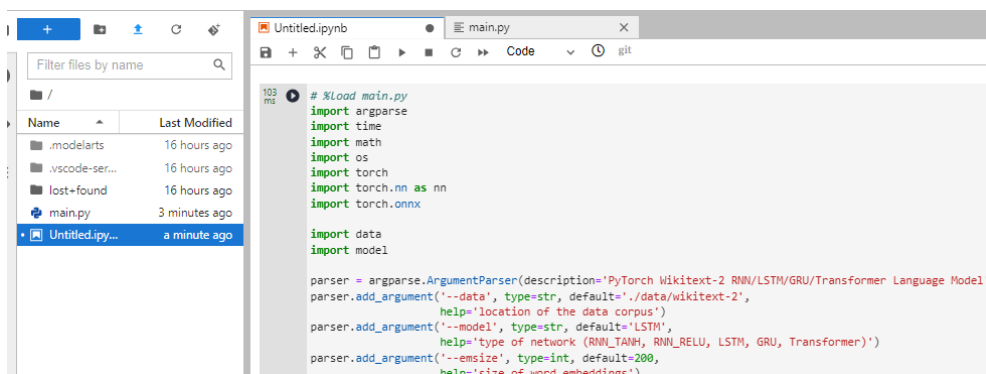 Untitled.ipynb
main.py
Code
git
Filter files by name
/
Name Last Modified
.modelarts 16 hours ago
.vscode-ser... 16 hours ago
lost+found 16 hours ago
main.py 3 minutes ago
Untitled.ipy... a minute ago
103
ms
# %load main.py
import argparse
import time
import math
import os
import torch
import torch.nn as nn
import torch.onnx
import data
import model
parser = argparse.ArgumentParser(description='PyTorch Wikitext-2 RNN/LSTM/GRU/Transformer Language Model'
parser.add_argument('--data', type=str, default='./data/wikitext-2',
help='location of the data corpus')
parser.add_argument('--model', type=str, default='LSTM',
help='type of network (RNN_TANH, RNN_RELU, LSTM, GRU, Transformer)')
parser.add_argument('--emsize', type=int, default=200,
help='size of word embeddings')